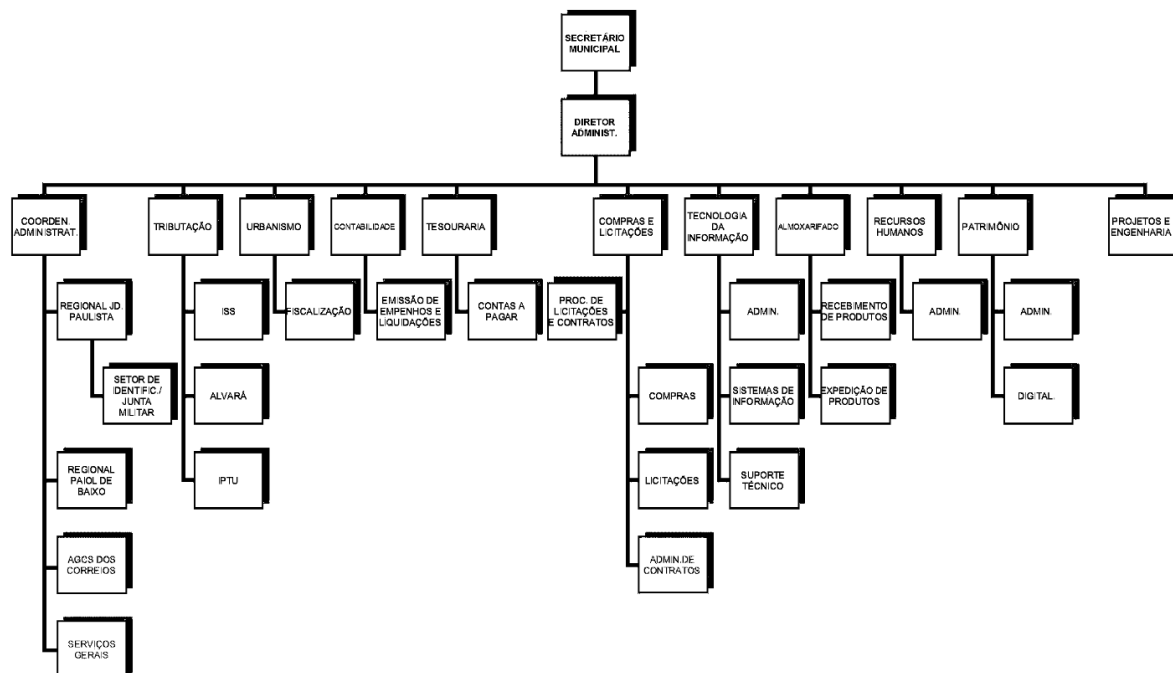 SECRETÁRIO
MUNICIPAL
DIRETOR
ADMINIST.
COORDEN.
ADMINISTRAT.
TRIBUTAÇÃO
URBANISMO
CONTABILIDADE
TESOURARIA
COMPRAS E
LICITAÇÕES
TECNOLOGIA
DA
INFORMAÇÃO
ALMOXARIFADO
RECURSOS
HUMANOS
PATRIMÔNIO
PROJETOS E
ENGENHARIA
REGIONAL JD.
PAULISTA
ISS
FISCALIZAÇÃO
EMISSÃO DE
EMPENHOS E
LIQUIDAÇÕES
CONTAS A
PAGAR
PROC. DE
LICITAÇÕES
E CONTRATOS
ADMIN.
RECEBIMENTO
DE PRODUTOS
ADMIN.
ADMIN.
SETOR DE
IDENTIFIC./
JUNTA
MILITAR
ALVARÁ
COMPRAS
SISTEMAS DE
INFORMAÇÃO
EXPEDIÇÃO DE
PRODUTOS
DIGITAL.
REGIONAL
PAIOL DE
BAIXO
IPTU
LICITAÇÕES
SUPORTE
TÉCNICO
AGCS DOS
CORREIOS
ADMIN.DE
CONTRATOS
SERVIÇOS
GERAIS